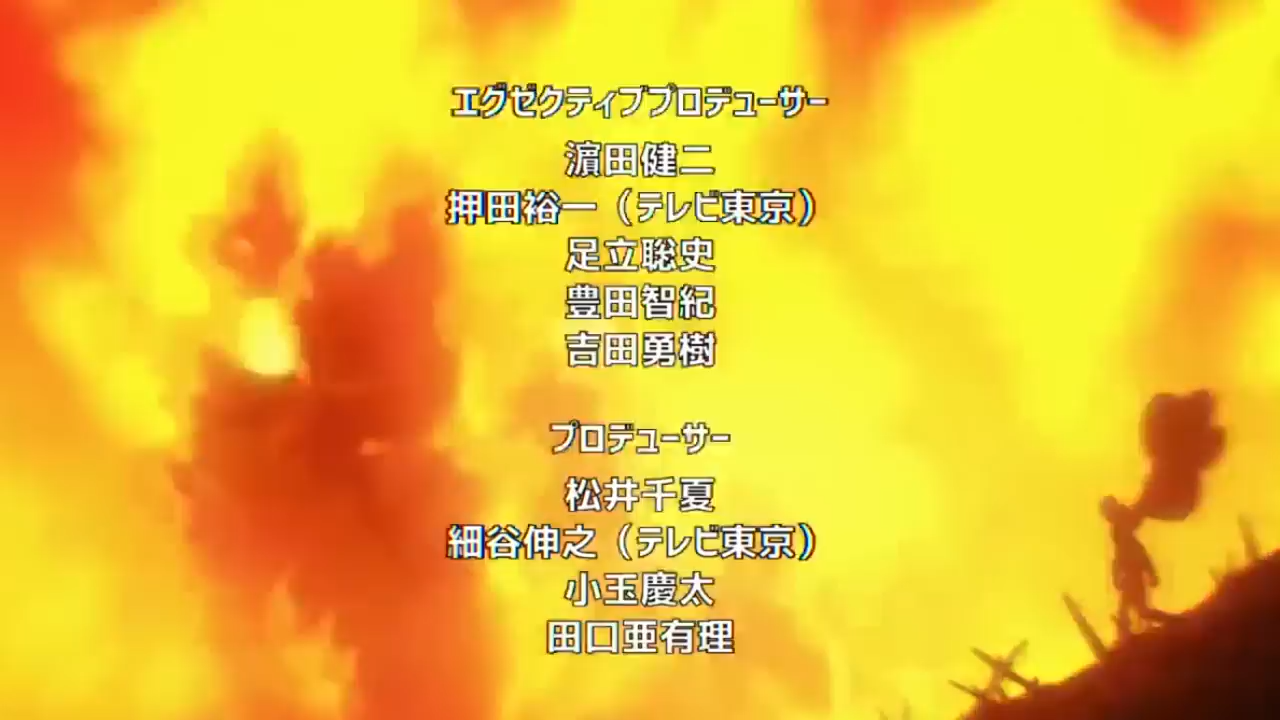 エグゼクティブプロデューサー
濵田健二
押田裕一（テレビ東京）
足立聡史
豊田智紀
吉田勇樹
プロデューサー
松井千夏
細谷伸之（テレビ東京）
小玉慶太
田口亜有理